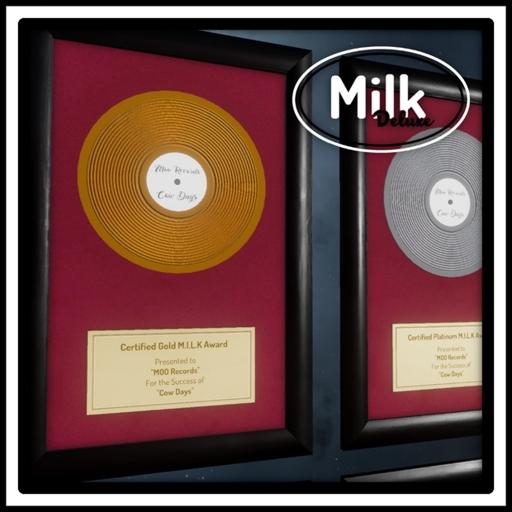 Milk
Deluxe
Moo Records
Cow Days
Certified Gold M.I.L.K Award
Presented to
"MOO Records"
For the Success of
"Cow Days"
Moo Records
Cow Days
Certified Platinum M.I.L.K
Presented to
"MOO Records"
For the Success of
"Cow Days"